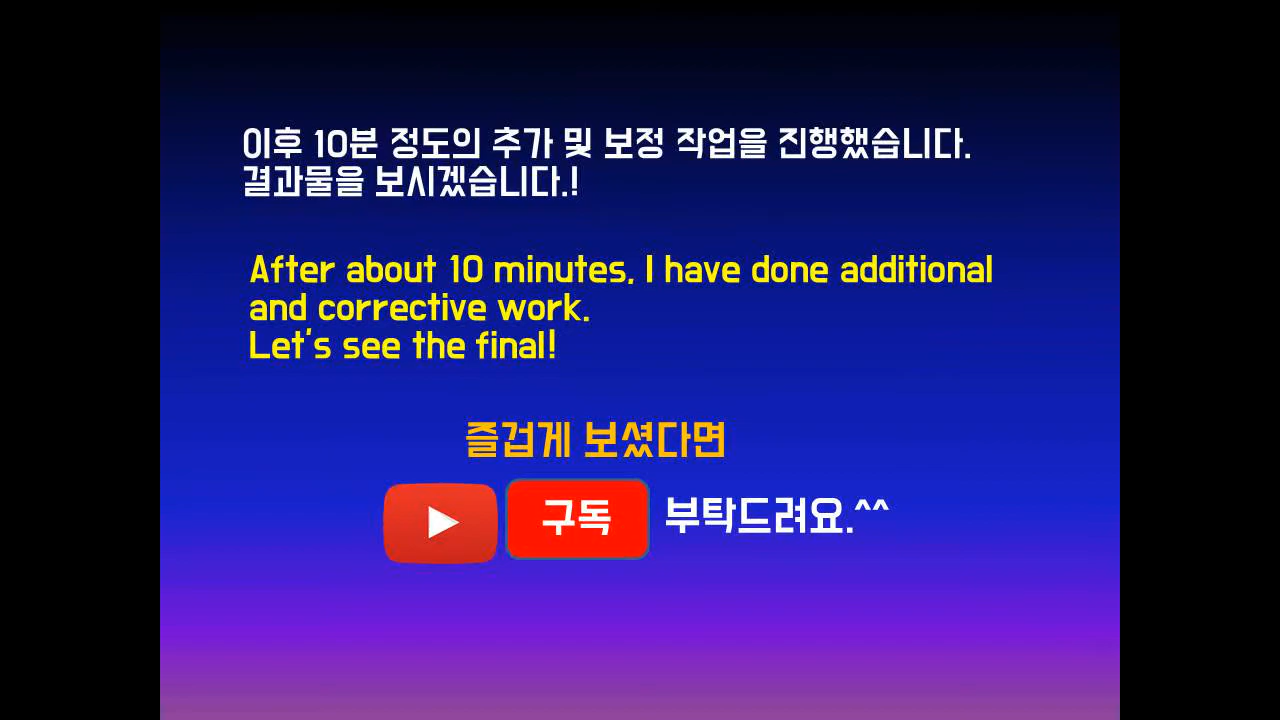 이후 10분 정도의 추가 및 보정 작업을 진행했습니다.
결과물을 보시겠습니다.!
After about 10 minutes, I have done additional
and corrective work.
Let's see the final!
즐겁게 보셨다면
구독 부탁드려요.^^